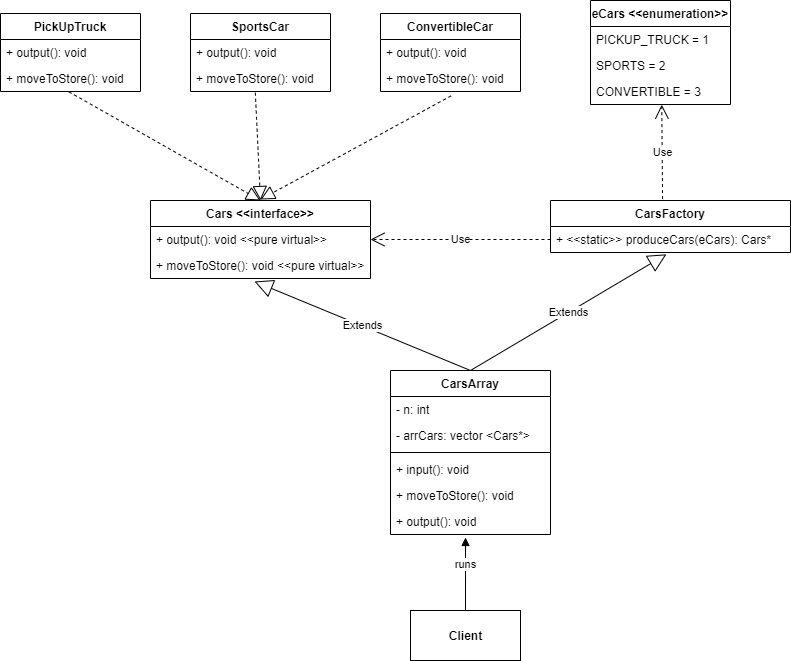 PickUpTruck
+ output(): void
+ moveToStore(): void
SportsCar
+ output(): void
+ moveToStore(): void
ConvertibleCar
+ output(): void
+ moveToStore(): void
eCars <<enumeration>>
PICKUP_TRUCK = 1
SPORTS = 2
CONVERTIBLE = 3
Use
Cars <<interface>>
+ output(): void <<pure virtual>>
+ moveToStore(): void <<pure virtual>>
Use
CarsFactory
+ <<static>> produceCars(eCars): Cars*
Extends
Extends
CarsArray
- n: int
- arrCars: vector <Cars*>
+ input(): void
+ moveToStore(): void
+ output(): void
runs
Client